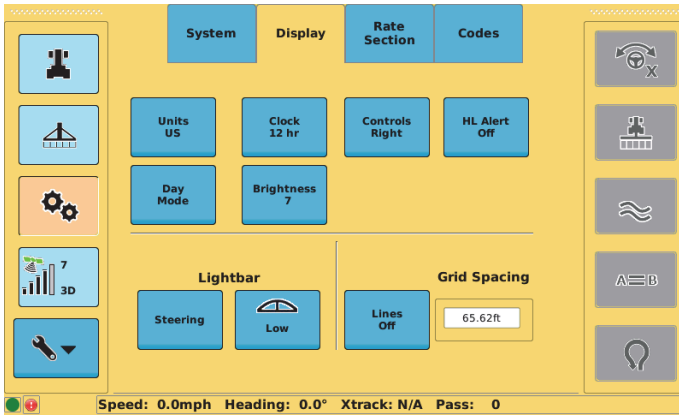 System
Display
Rate
Section
Codes
Units
US
Clock
12 hr
Controls
Right
HL Alert
Off
Day
Mode
Brightness
7
7
3D
Lightbar
Grid Spacing
Steering
Low
Lines
Off
65.62ft
X
A B
Speed: 0.0mph Heading: 0.0° Xtrack: N/A Pass: 0